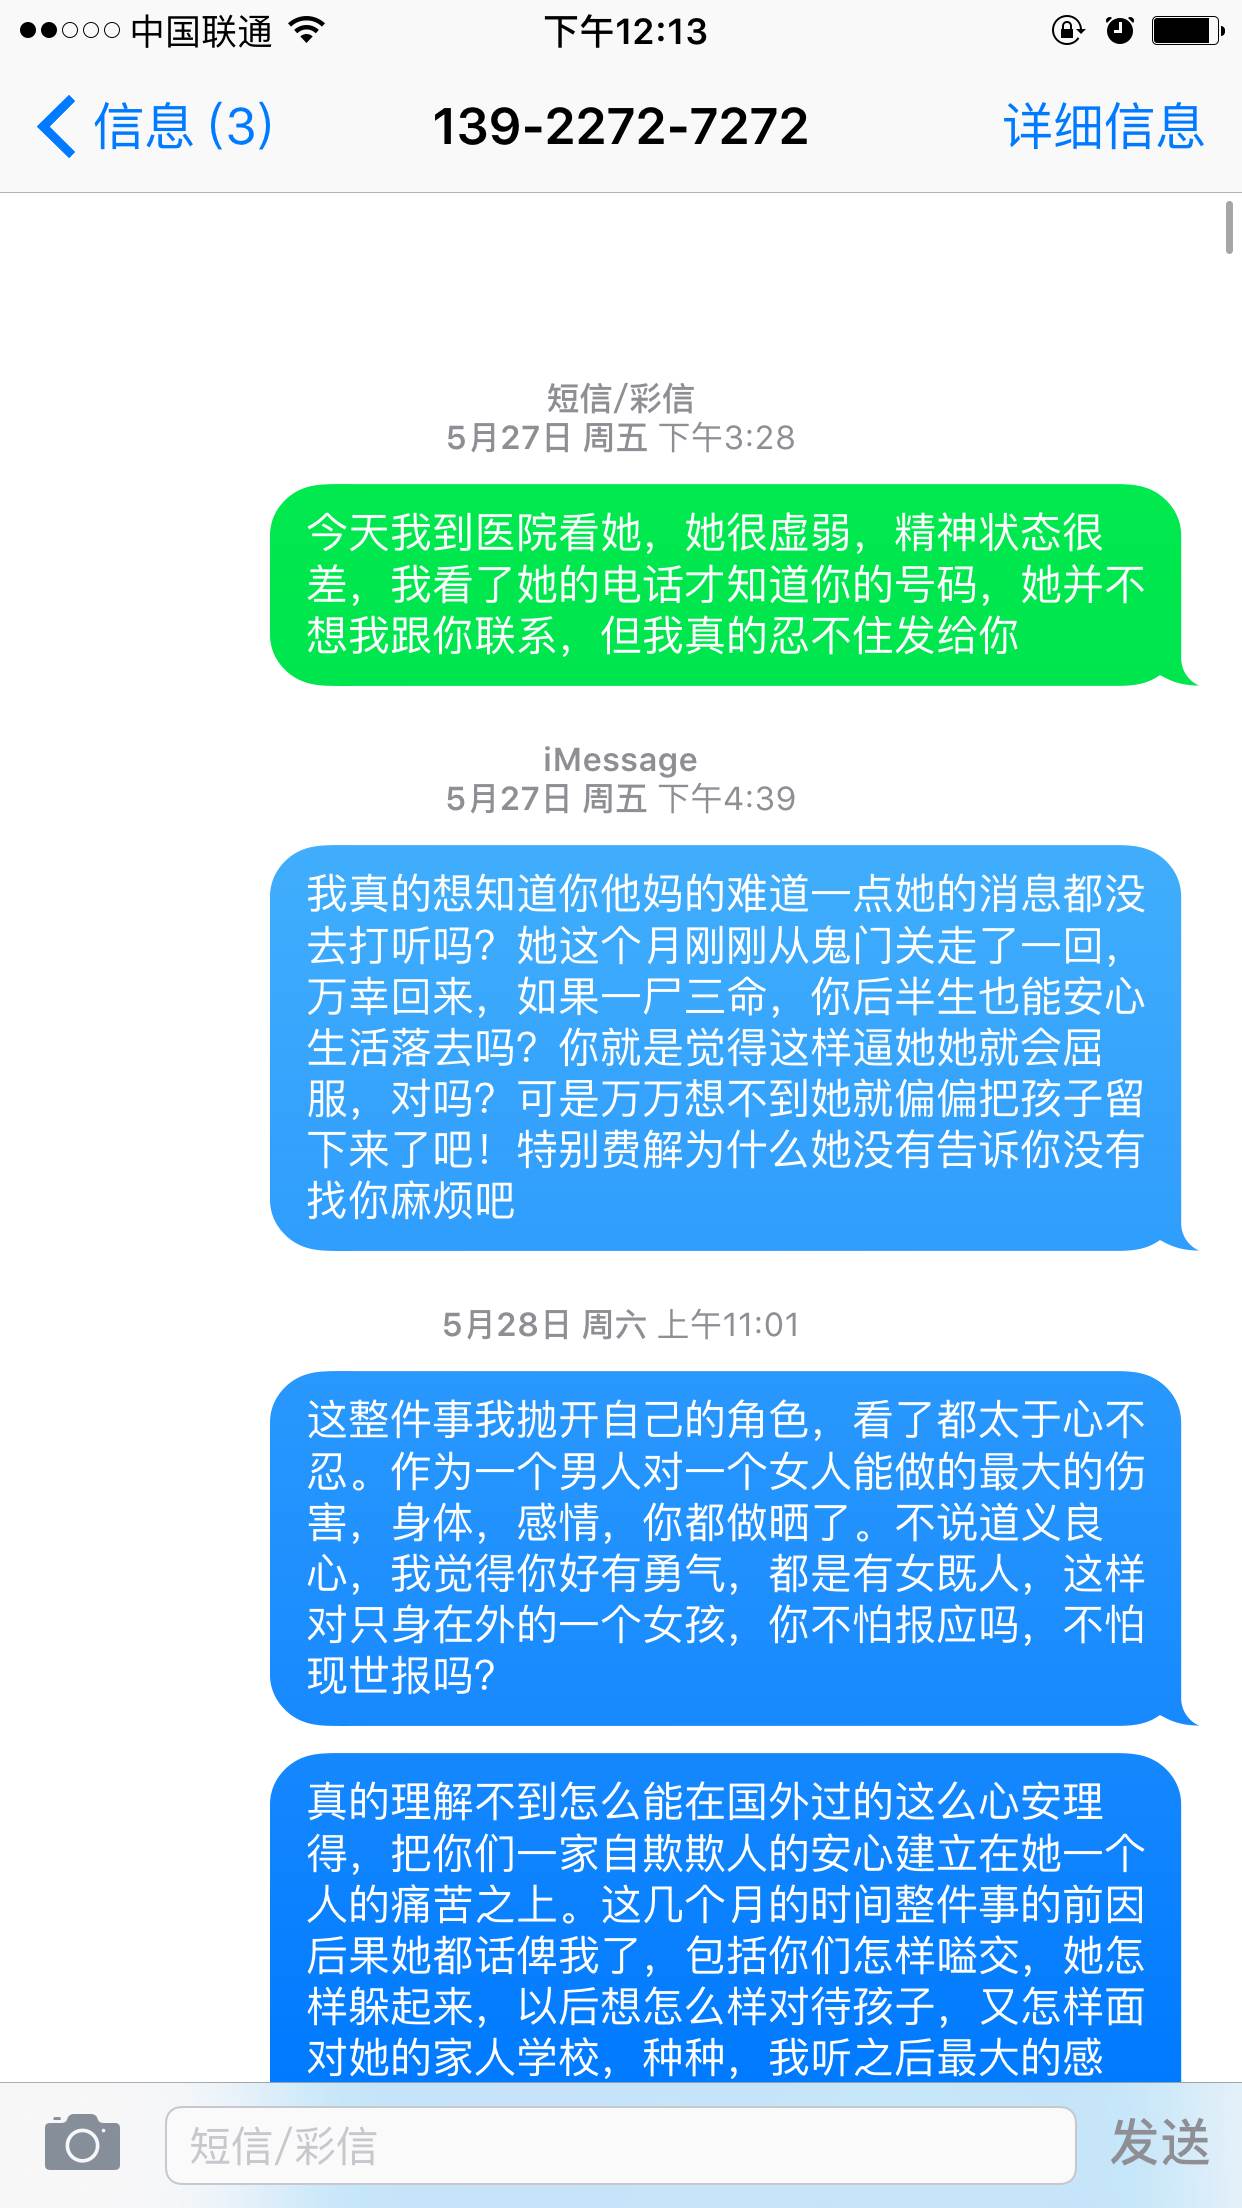 中国联通 下午12:13
信息 (3) 139-2272-7272 详细信息
短信/彩信
5月27日 周五 下午3:28
今天我到医院看她，她很虚弱，精神状态很
差，我看了她的电话才知道你的号码，她并不
想我跟你联系，但我真的忍不住发给你
iMessage
5月27日 周五 下午4:39
我真的想知道你他妈的难道一点她的消息都没
去打听吗？她这个月刚刚从鬼门关走了一回，
万幸回来，如果一尸三命，你后半生也能安心
生活落去吗？你就是觉得这样逼她她就会屈
服，对吗？可是万万想不到她就偏偏把孩子留
下来了吧！特别费解为什么她没有告诉你没有
找你麻烦吧
5月28日 周六 上午11:01
这整件事我抛开自己的角色，看了都太于心不
忍。作为一个男人对一个女人能做的最大的伤
害，身体，感情，你都做晒了。不说道义良
心，我觉得你好有勇气，都是有女既人，这样
对只身在外的一个女孩，你不怕报应吗，不怕
现世报吗？
真的理解不到怎么能在国外过的这么心安理
得，把你们一家自欺欺人的安心建立在她一个
人的痛苦之上。这几个月的时间整件事的前因
后果她都话俾我了，包括你们怎样嗌交，她怎
样躲起来，以后想怎么样对待孩子，又怎样面
对她的家人学校，种种，我听之后最大的感
短信/彩信 发送